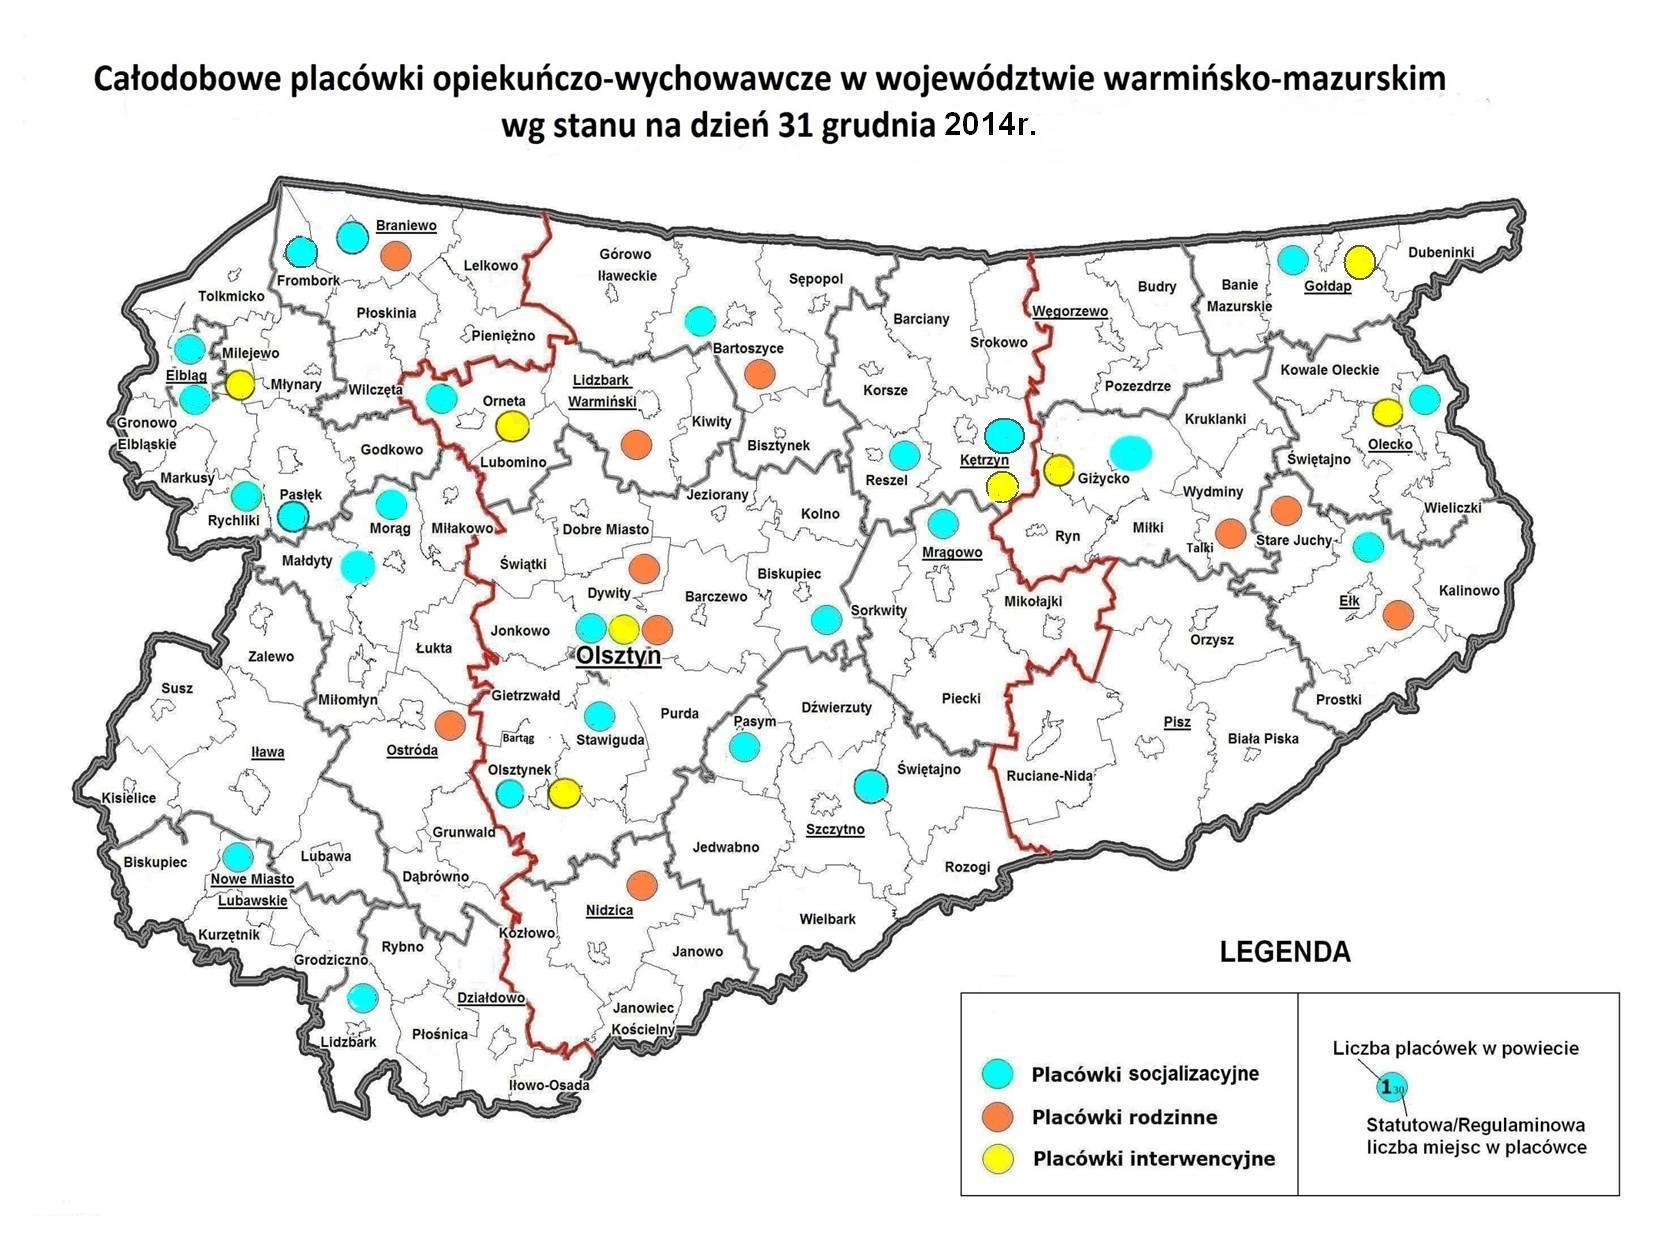 Całodobowe placówki opiekuńczo-wychowawcze w województwie warmińsko-mazurskim
wg stanu na dzień 31 grudnia 2014r.
Braniewo
Frombork
Lelkowo
Tolkmicko
Płoskinia
Pieniężno
Górowo
Iławeckie
Sępopol
Bartoszyce
Barciany
Srokowo
Węgorzewo
Budry
Banie
Mazurskie
Gołdap
Dubeninki
Milejewo
Elbląg
Młynary
Wilczęta
Orneta
Lidzbark
Warmiński
Kiwity
Korsze
Pozezdrze
Kowale Oleckie
Kruklanki
Gronowo
Elbląskie
Godkowo
Lubomino
Bisztynek
Kętrzyn
Reszel
Giżycko
Olecko
Świętajno
Markusy
Pasłęk
Rychliki
Morąg
Miłakowo
Dobre Miasto
Jeziorany
Kolno
Mrągowo
Ryn
Wydminy
Miłki
Talki
Stare Juchy
Wieliczki
Małdyty
Świątki
Dywity
Barczewo
Biskupiec
Sorkwity
Mikołajki
Ełk
Kalinowo
Jonkowo
Olsztyn
Orzysz
Łukta
Zalewo
Susz
Miłomłyn
Gietrzwałd
Purda
Pasym
Dźwierzuty
Piecki
Pisz
Prostki
Biała Piska
Bartąg
Stawiguda
Iława
Ostróda
Olsztynek
Świętajno
Ruciane-Nida
Kisielice
Grunwald
Szczytno
Jedwabno
Rozogi
Biskupiec
Lubawa
Dąbrówno
Nowe Miasto
Lubawskie
Nidzica
Wielbark
Kurzętnik
Rybno
Kozłowo
Janowo
Grodziczno
Działdowo
Janowiec
Kościelny
Płośnica
Lidzbark
Iłowo-Osada
LEGENDA
Placówki socjalizacyjne
Placówki rodzinne
Placówki interwencyjne
Liczba placówek w powiecie
1 30
Statutowa/Regulaminowa
liczba miejsc w placówce